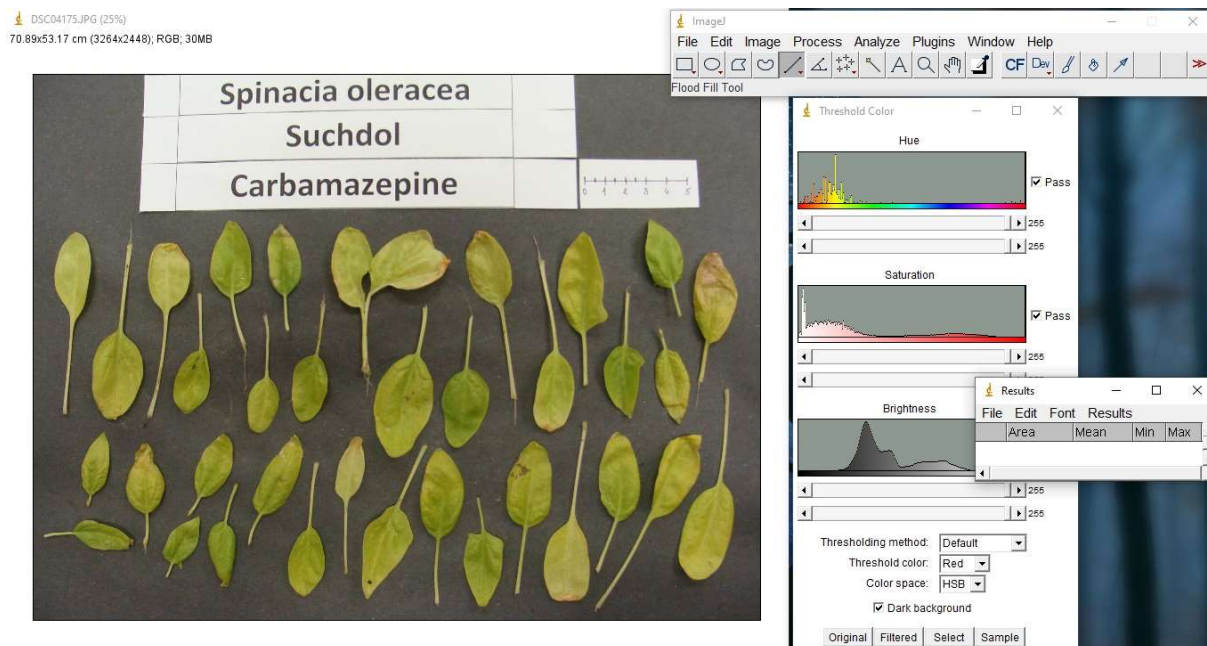 DSC04175.JPG (25%)
70.89x53.17 cm (3264x2448); RGB; 30MB
Spinacia oleracea
Suchdol
Carbamazepine
0 1 2 3 4 5
ImageJ
File Edit Image Process Analyze Plugins Window Help
A CF Dev
Flood Fill Tool
Threshold Color
Hue
Pass
255
255
Saturation
Pass
255
Brightness
255
255
Thresholding method: Default
Threshold color: Red
Color space: HSB
Dark background
Original Filtered Select Sample
Results
File Edit Font Results
Area Mean Min Max